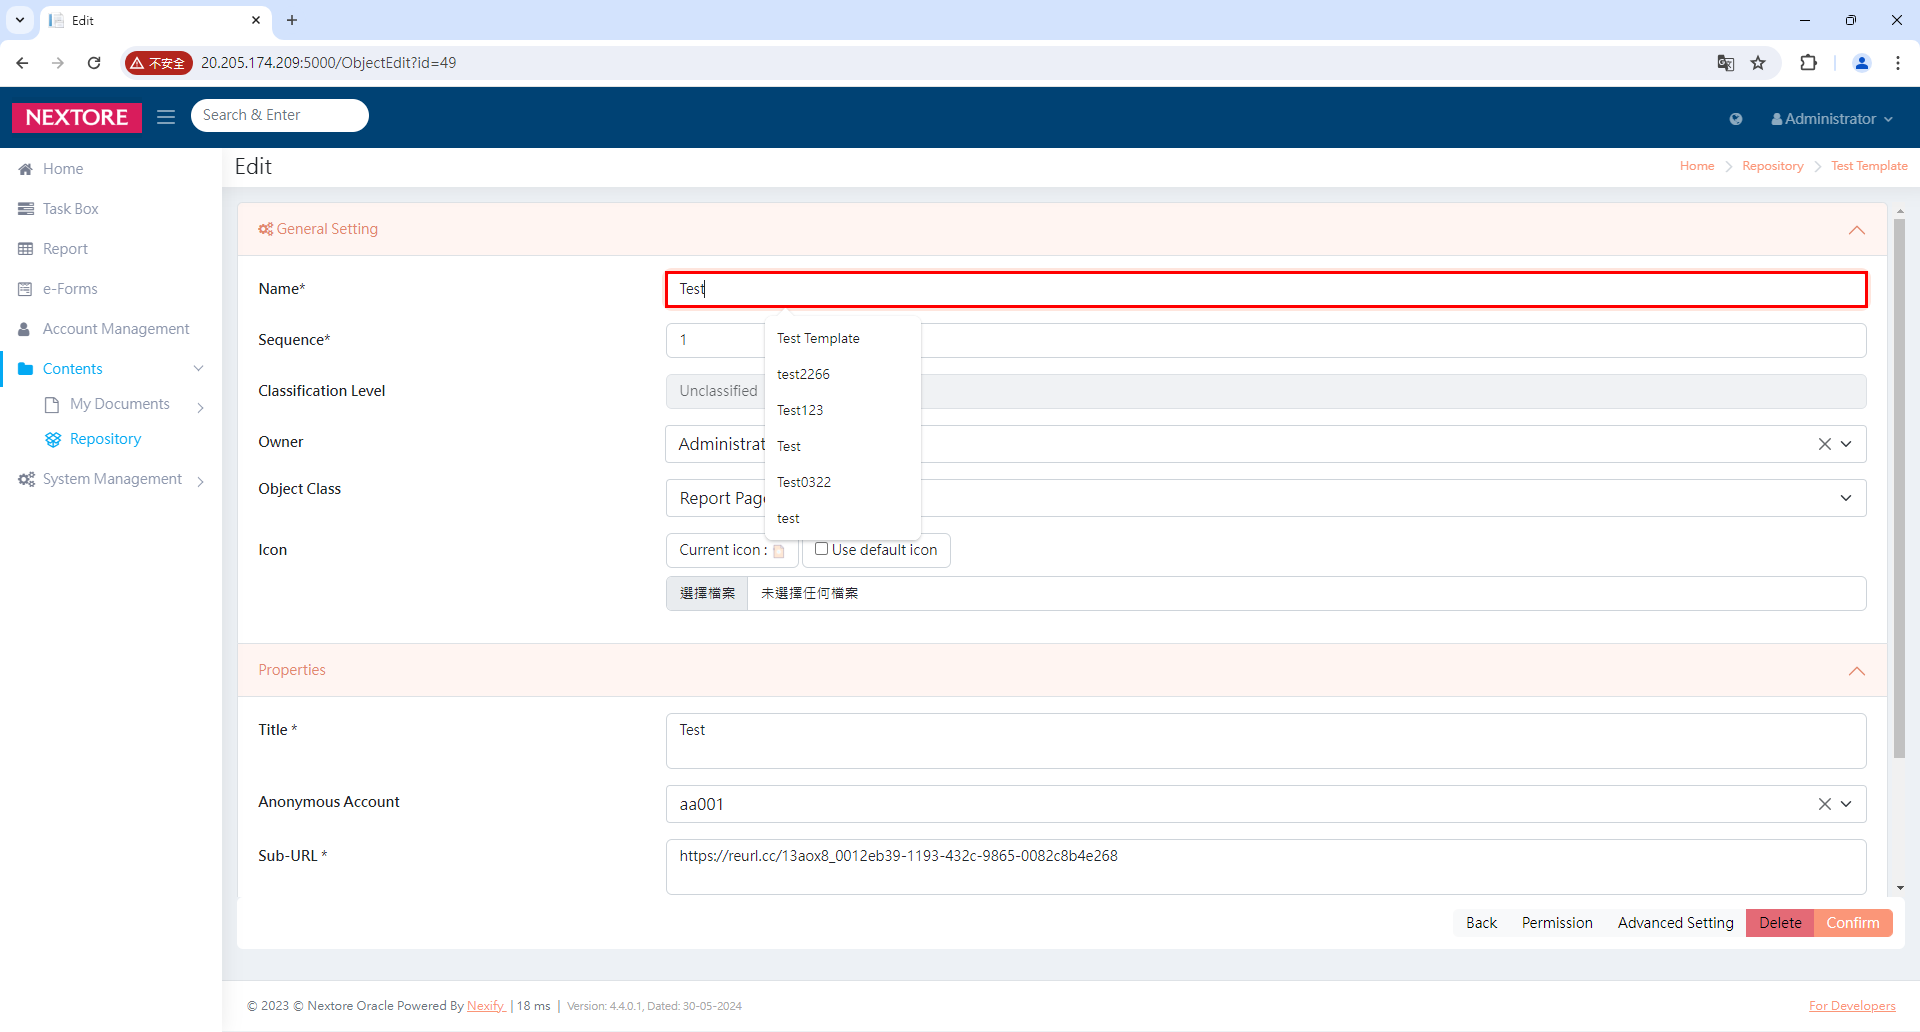 Edit
不安全
20.205.174.209:5000/ObjectEdit?id=49
NEXTORE
Search & Enter
Administrator
Home
Task Box
Report
e-Forms
Account Management
Contents
My Documents
Repository
System Management
Edit
Home
Repository
Test Template
General Setting
Name*
Test
Test Template
test2266
Test123
Test
Test0322
test
Sequence*
1
Classification Level
Unclassified
Owner
Administrat
Object Class
Report Page
Icon
Current icon :
Use default icon
選擇檔案
未選擇任何檔案
Properties
Title *
Test
Anonymous Account
aa001
Sub-URL *
https://reurl.cc/13aox8_0012eb39-1193-432c-9865-0082c8b4e268
Back
Permission
Advanced Setting
Delete
Confirm
© 2023 © Nextore Oracle Powered By Nexify | 18 ms | Version: 4.4.0.1, Dated: 30-05-2024
For Developers